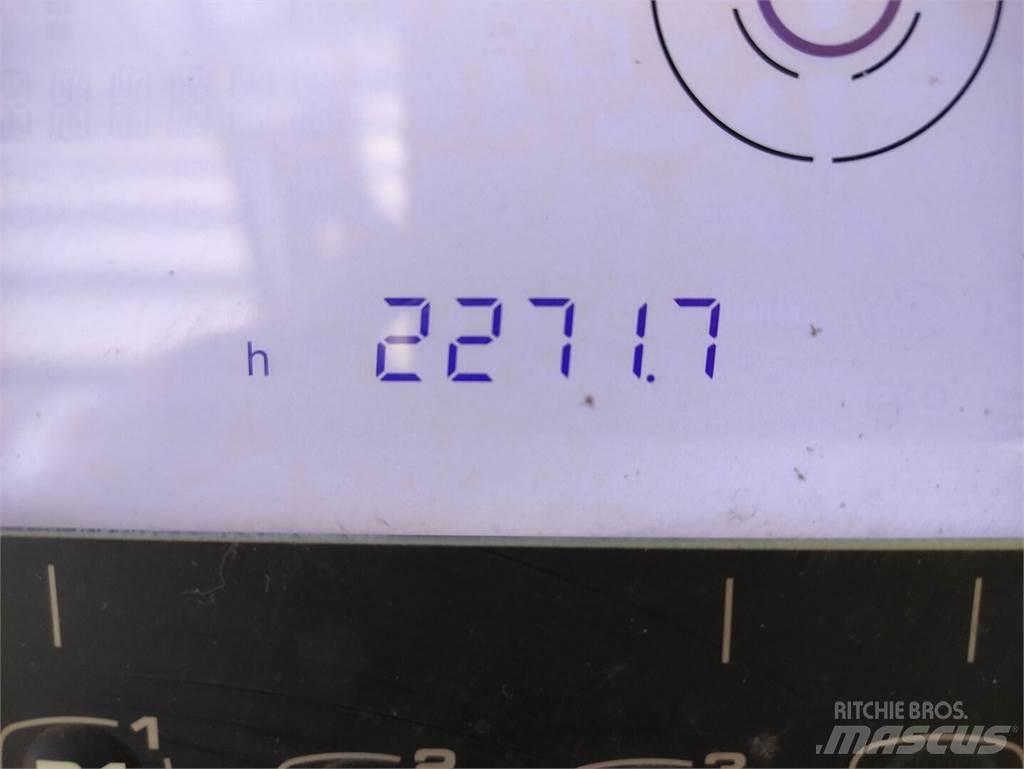 h 2271.7
1
2
3
RITCHIE BROS.
MASCUS